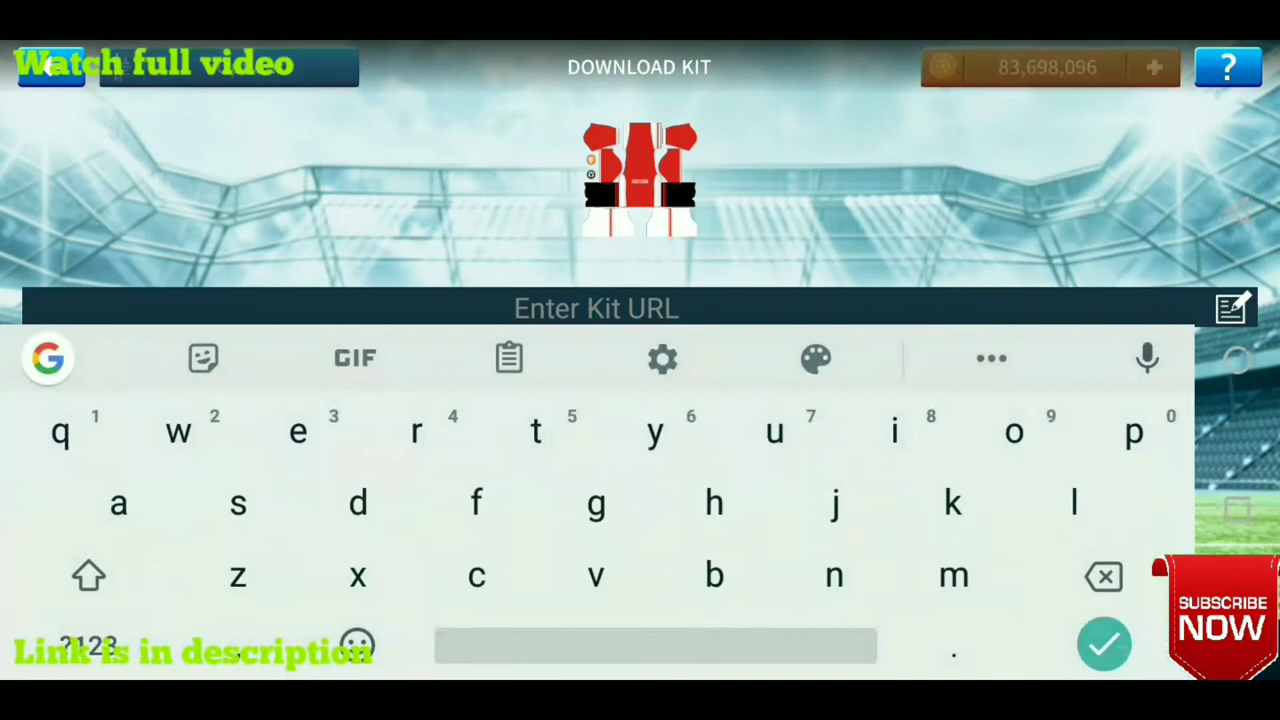 Watch full video
DOWNLOAD KIT
83,698,096
+
?
Enter Kit URL
GIF
q 1 w 2 e 3 r 4 t 5 y 6 u 7 i 8 o 9 p 0
a s d f g h j k l
z x c v b n m
SUBSCRIBE
NOW
?123 , .
Link is in description